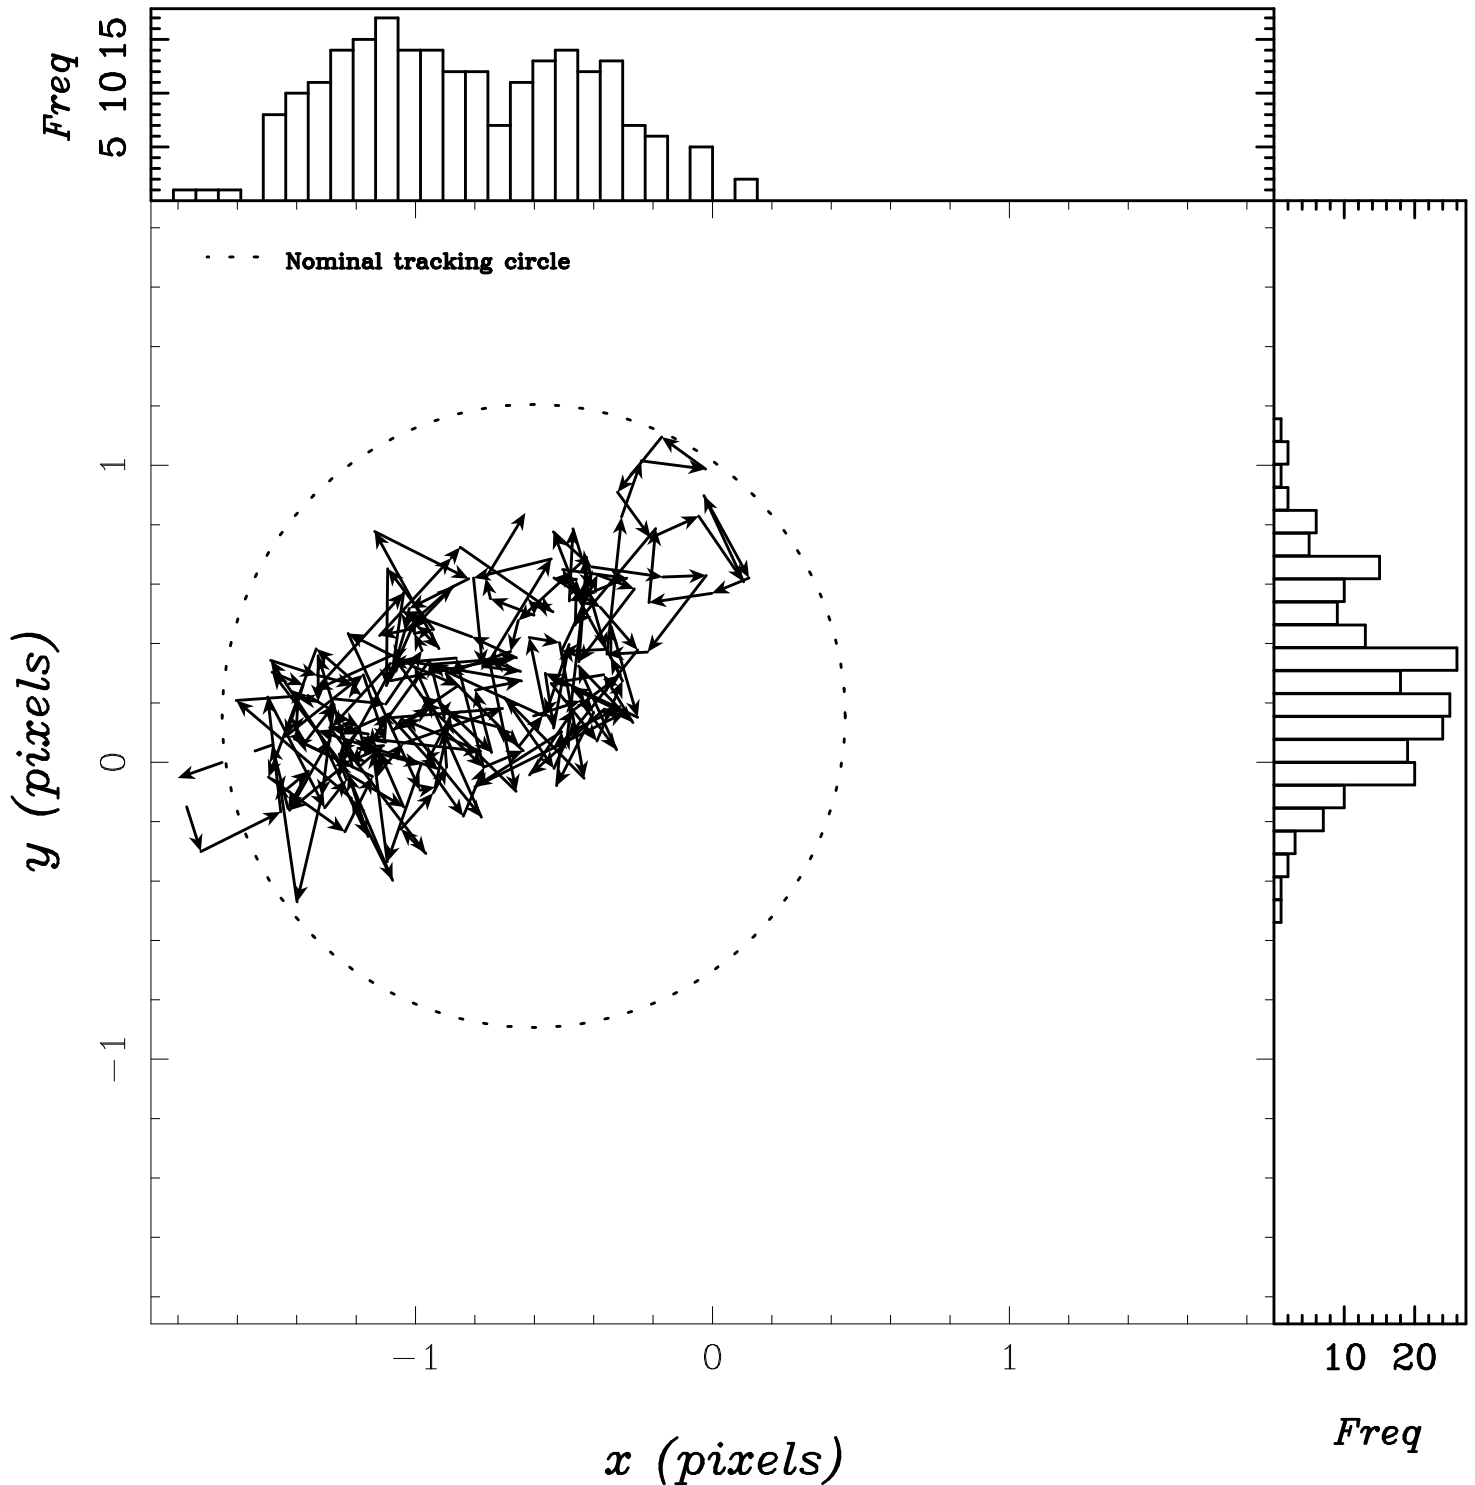 Freq
5 10 15
Nominal tracking circle
y (pixels)
1
0
−1
−1 0 1
10 20
x (pixels)
Freq